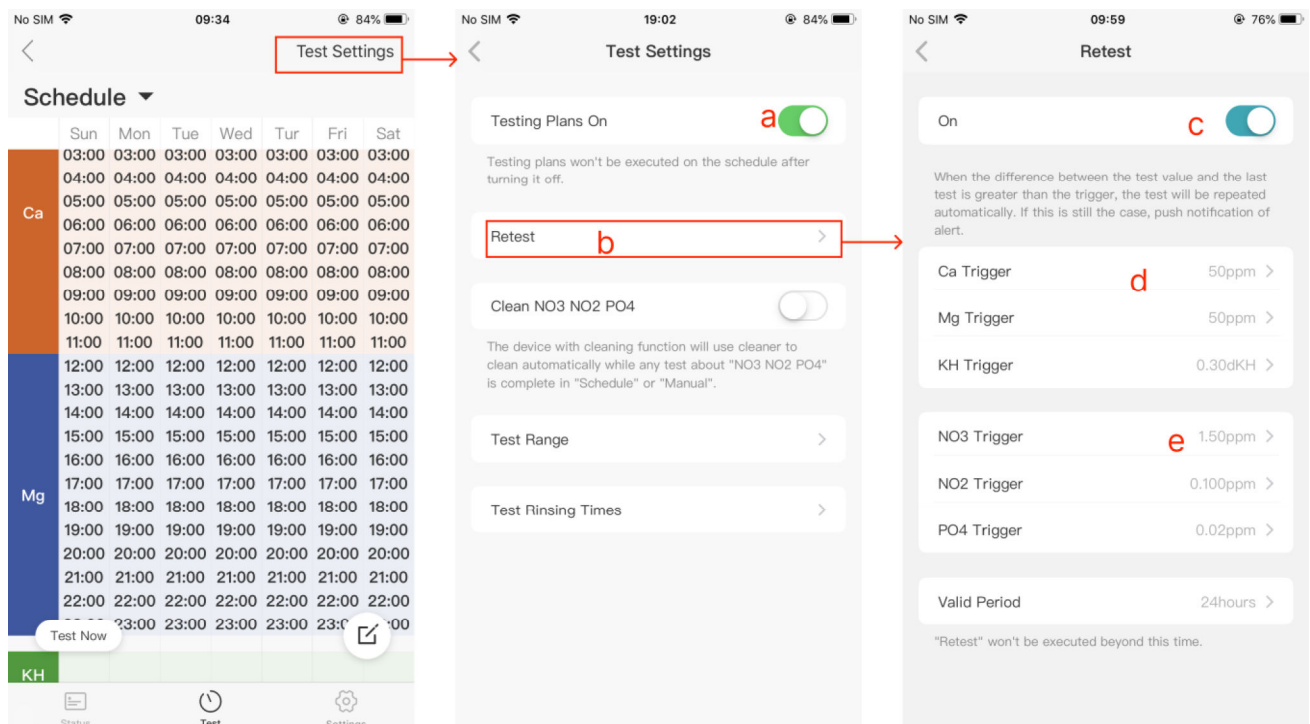 No SIM 09:34 84%
Test Settings
Schedule
Sun Mon Tue Wed Tur Fri Sat
Ca
03:00 03:00 03:00 03:00 03:00 03:00 03:00
04:00 04:00 04:00 04:00 04:00 04:00 04:00
05:00 05:00 05:00 05:00 05:00 05:00 05:00
06:00 06:00 06:00 06:00 06:00 06:00 06:00
07:00 07:00 07:00 07:00 07:00 07:00 07:00
08:00 08:00 08:00 08:00 08:00 08:00 08:00
09:00 09:00 09:00 09:00 09:00 09:00 09:00
10:00 10:00 10:00 10:00 10:00 10:00 10:00
11:00 11:00 11:00 11:00 11:00 11:00 11:00
Mg
12:00 12:00 12:00 12:00 12:00 12:00 12:00
13:00 13:00 13:00 13:00 13:00 13:00 13:00
14:00 14:00 14:00 14:00 14:00 14:00 14:00
15:00 15:00 15:00 15:00 15:00 15:00 15:00
16:00 16:00 16:00 16:00 16:00 16:00 16:00
17:00 17:00 17:00 17:00 17:00 17:00 17:00
18:00 18:00 18:00 18:00 18:00 18:00 18:00
19:00 19:00 19:00 19:00 19:00 19:00 19:00
20:00 20:00 20:00 20:00 20:00 20:00 20:00
21:00 21:00 21:00 21:00 21:00 21:00 21:00
22:00 22:00 22:00 22:00 22:00 22:00 22:00
23:00 23:00 23:00 23:00
Test Now
KH
Status Test Settings
No SIM 19:02 84%
Test Settings
Testing Plans On a
Testing plans won't be executed on the schedule after
turning it off.
Retest b
Clean NO3 NO2 PO4
The device with cleaning function will use cleaner to
clean automatically while any test about "NO3 NO2 PO4"
is complete in "Schedule" or "Manual".
Test Range
Test Rinsing Times
No SIM 09:59 76%
Retest
On c
When the difference between the test value and the last
test is greater than the trigger, the test will be repeated
automatically. If this is still the case, push notification of
alert.
Ca Trigger d 50ppm
Mg Trigger 50ppm
KH Trigger 0.30dKH
NO3 Trigger e 1.50ppm
NO2 Trigger 0.100ppm
PO4 Trigger 0.02ppm
Valid Period 24hours
"Retest" won't be executed beyond this time.